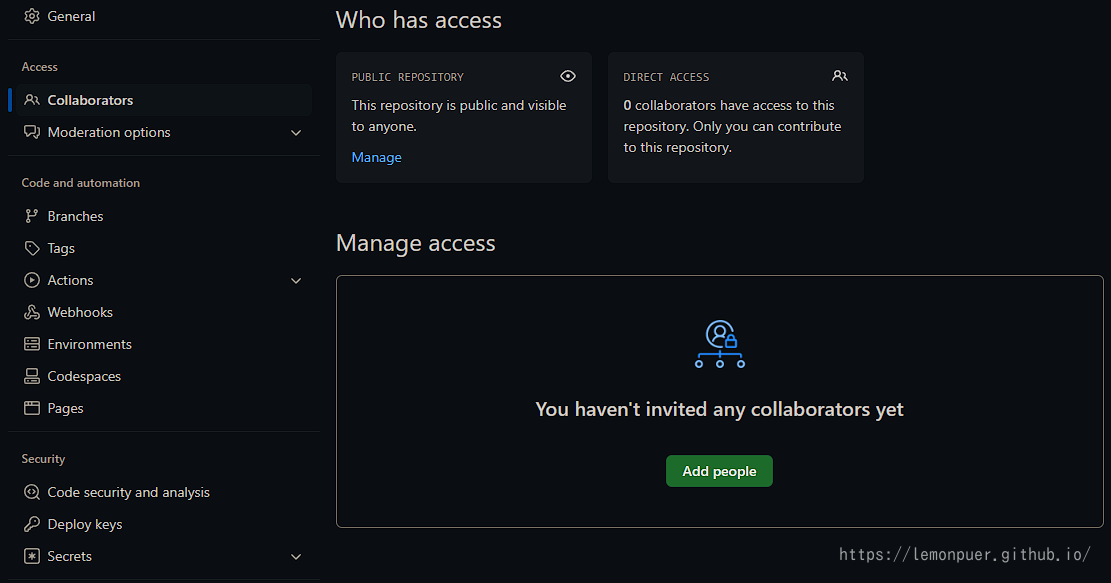 General
Access
Collaborators
Moderation options
Code and automation
Branches
Tags
Actions
Webhooks
Environments
Codespaces
Pages
Security
Code security and analysis
Deploy keys
Secrets
Who has access
PUBLIC REPOSITORY
This repository is public and visible
to anyone.
Manage
DIRECT ACCESS
0 collaborators have access to this
repository. Only you can contribute
to this repository.
Manage access
You haven't invited any collaborators yet
Add people
https://lemonpuer.github.io/